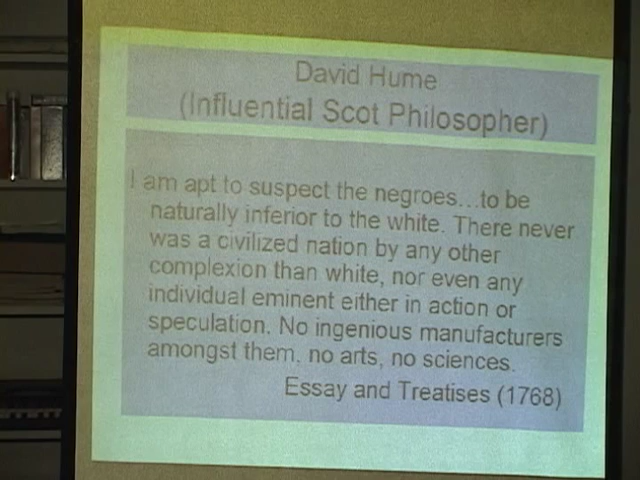 David Hume
(Influential Scot Philosopher)
I am apt to suspect the negroes...to be
naturally inferior to the white. There never
was a civilized nation by any other
complexion than white, nor even any
individual eminent either in action or
speculation. No ingenious manufacturers
amongst them, no arts, no sciences.
Essay and Treatises (1768)